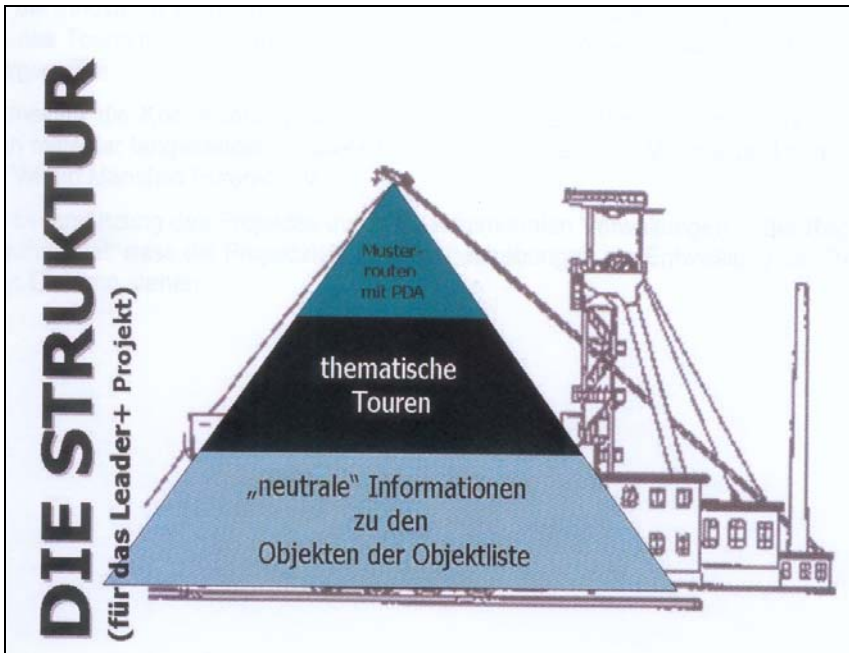 DIE STRUKTUR
(für das Leader+ Projekt)
Muster-
routen
mit PDA
thematische
Touren
„neutrale“ Informationen
zu den
Objekten der Objektliste